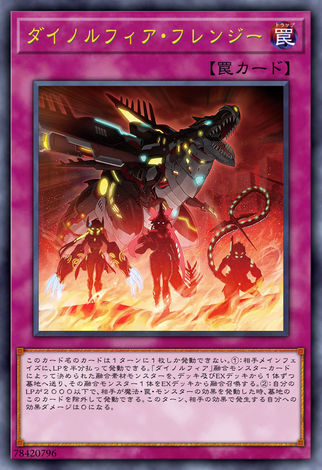 ダイノルフィア・フレンジー
トラップ
罠
【罠カード】
このカード名のカードは1ターンに1枚しか発動できない。①:相手メインフェ
イズに、LPを半分払って発動できる。「ダイノルフィア」融合モンスターカード
によって決められた融合素材モンスターを、デッキ及びEXデッキから1体ずつ
墓地へ送り、その融合モンスター1体をEXデッキから融合召喚する。②:自分の
LPが2000以下で、相手が魔法・罠・モンスターの効果を発動した時、墓地の
このカードを除外して発動できる。このターン、相手の効果で発生する自分への
効果ダメージは0になる。
78420796